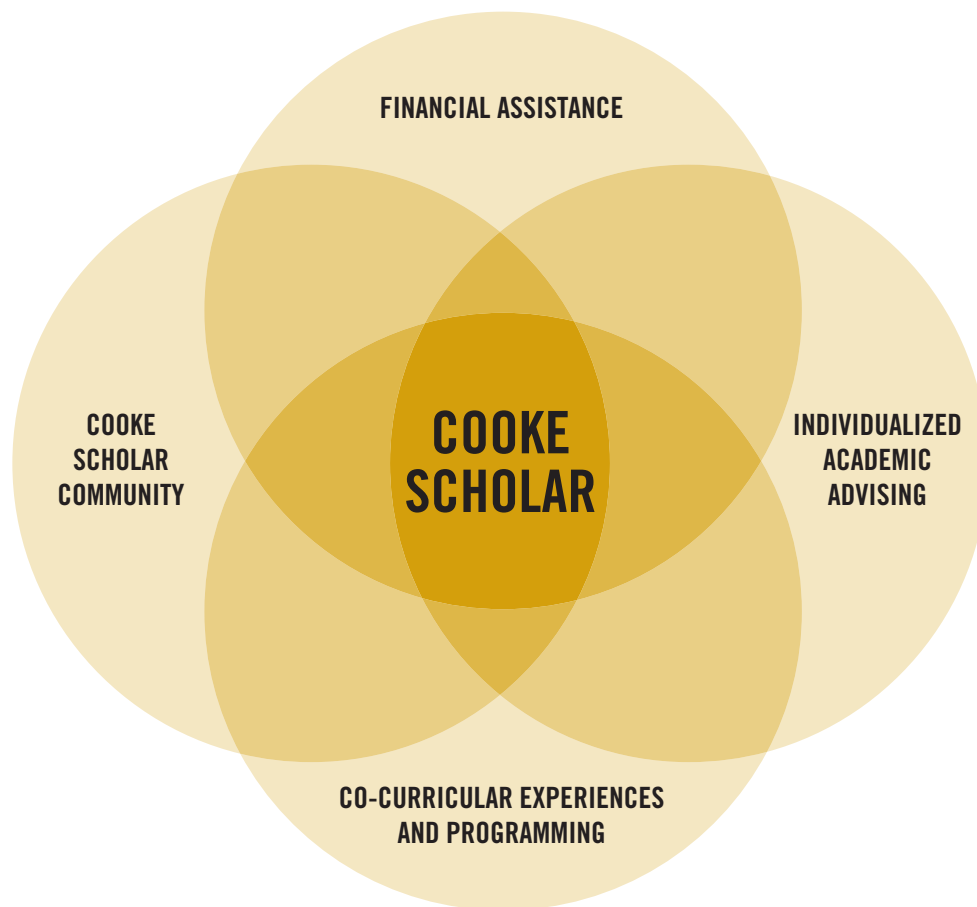 FINANCIAL ASSISTANCE
COOKE
SCHOLAR
COMMUNITY
COOKE
SCHOLAR
INDIVIDUALIZED
ACADEMIC
ADVISING
CO-CURRICULAR EXPERIENCES
AND PROGRAMMING